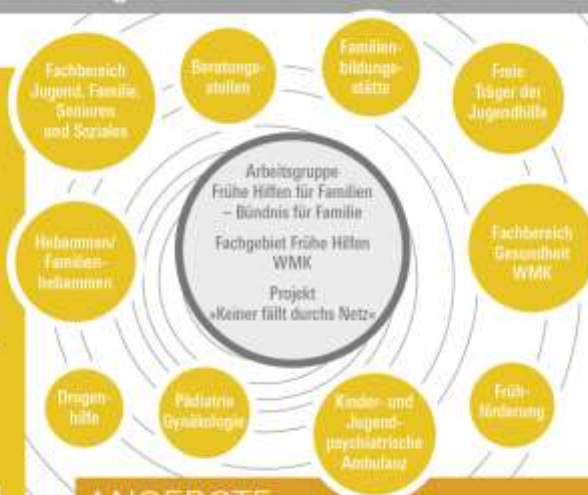 Fachbereich
Jugend, Familie,
Senioren
und Soziales
Beratungs-
stellen
Familien-
bildungs-
stätte
Freie
Träger der
Jugendhilfe
Arbeitsgruppe
Frühe Hilfen für Familien
– Bündnis für Familie
Fachgebiet Frühe Hilfen
WMK
Projekt
»Keiner fällt durchs Netz«
Hebammen/
Familien-
hebammen
Fachbereich
Gesundheit
WMK
Drogen-
hilfe
Pädiatrie
Gynäkologie
Kinder- und
Jugend-
psychiatrische
Ambulanz
Früh-
förderung
ANGEBOTE